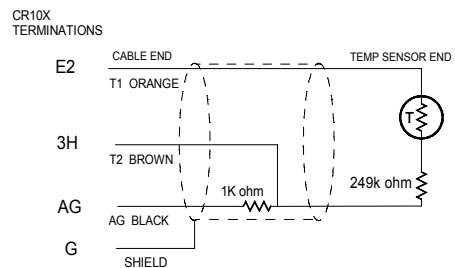 CR10X
TERMINATIONS
E2 CABLE END TEMP SENSOR END
T1 ORANGE
T
3H
T2 BROWN
1K ohm 249k ohm
AG
AG BLACK
G
SHIELD